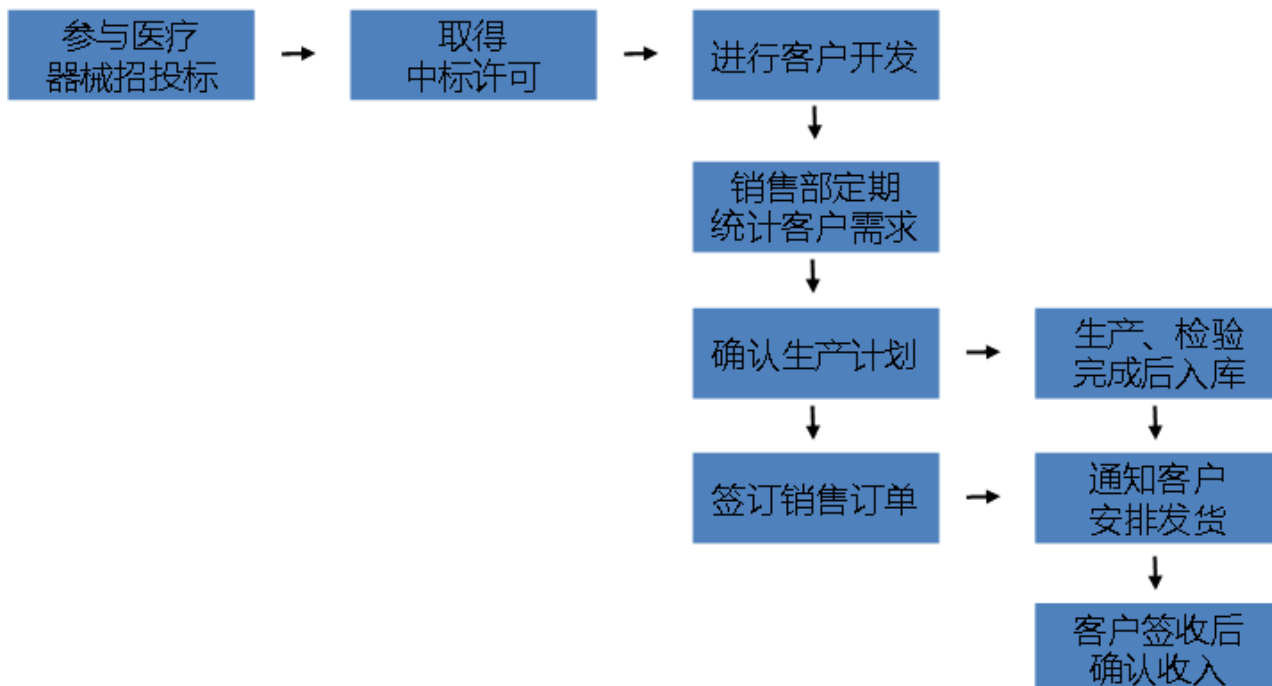 参与医疗
器械招投标
取得
中标许可
进行客户开发
销售部定期
统计客户需求
确认生产计划
生产、检验
完成后入库
签订销售订单
通知客户
安排发货
客户签收后
确认收入